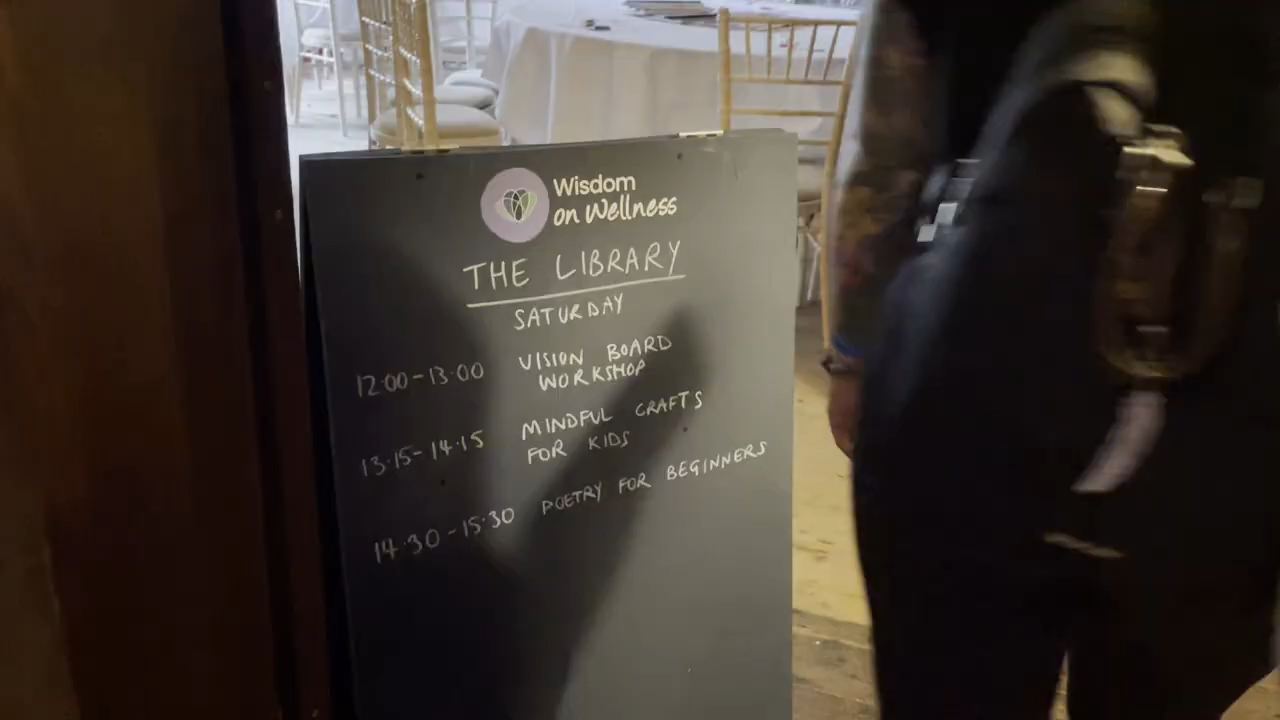 Wisdom
on Wellness
THE LIBRARY
SATURDAY
12:00-13:00 VISION BOARD
WORKSHOP
13.15-14.15 MINDFUL CRAFTS
FOR KIDS
14.30-15.30 POETRY FOR BEGINNERS